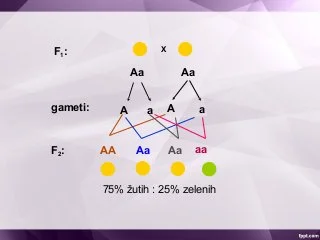 F1: x
Aa Aa
gameti: A a A a
F2: AA Aa Aa aa
75% žutih : 25% zelenih
fppt.com